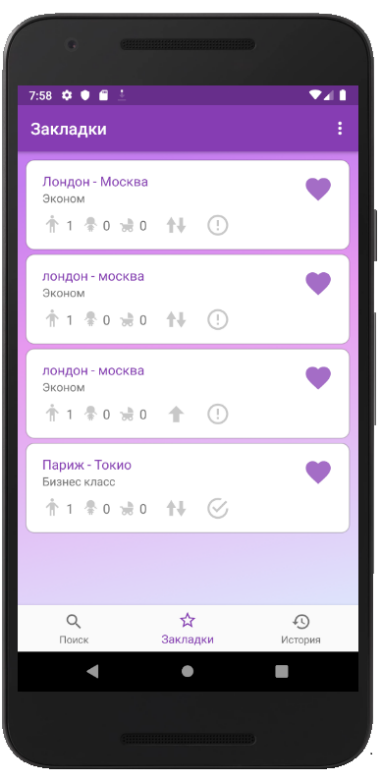 7:58
Закладки
Лондон - Москва
Эконом
1 0 0
лондон - москва
Эконом
1 0 0
лондон - москва
Эконом
1 0 0
Париж - Токио
Бизнес класс
1 0 0
Поиск Закладки История